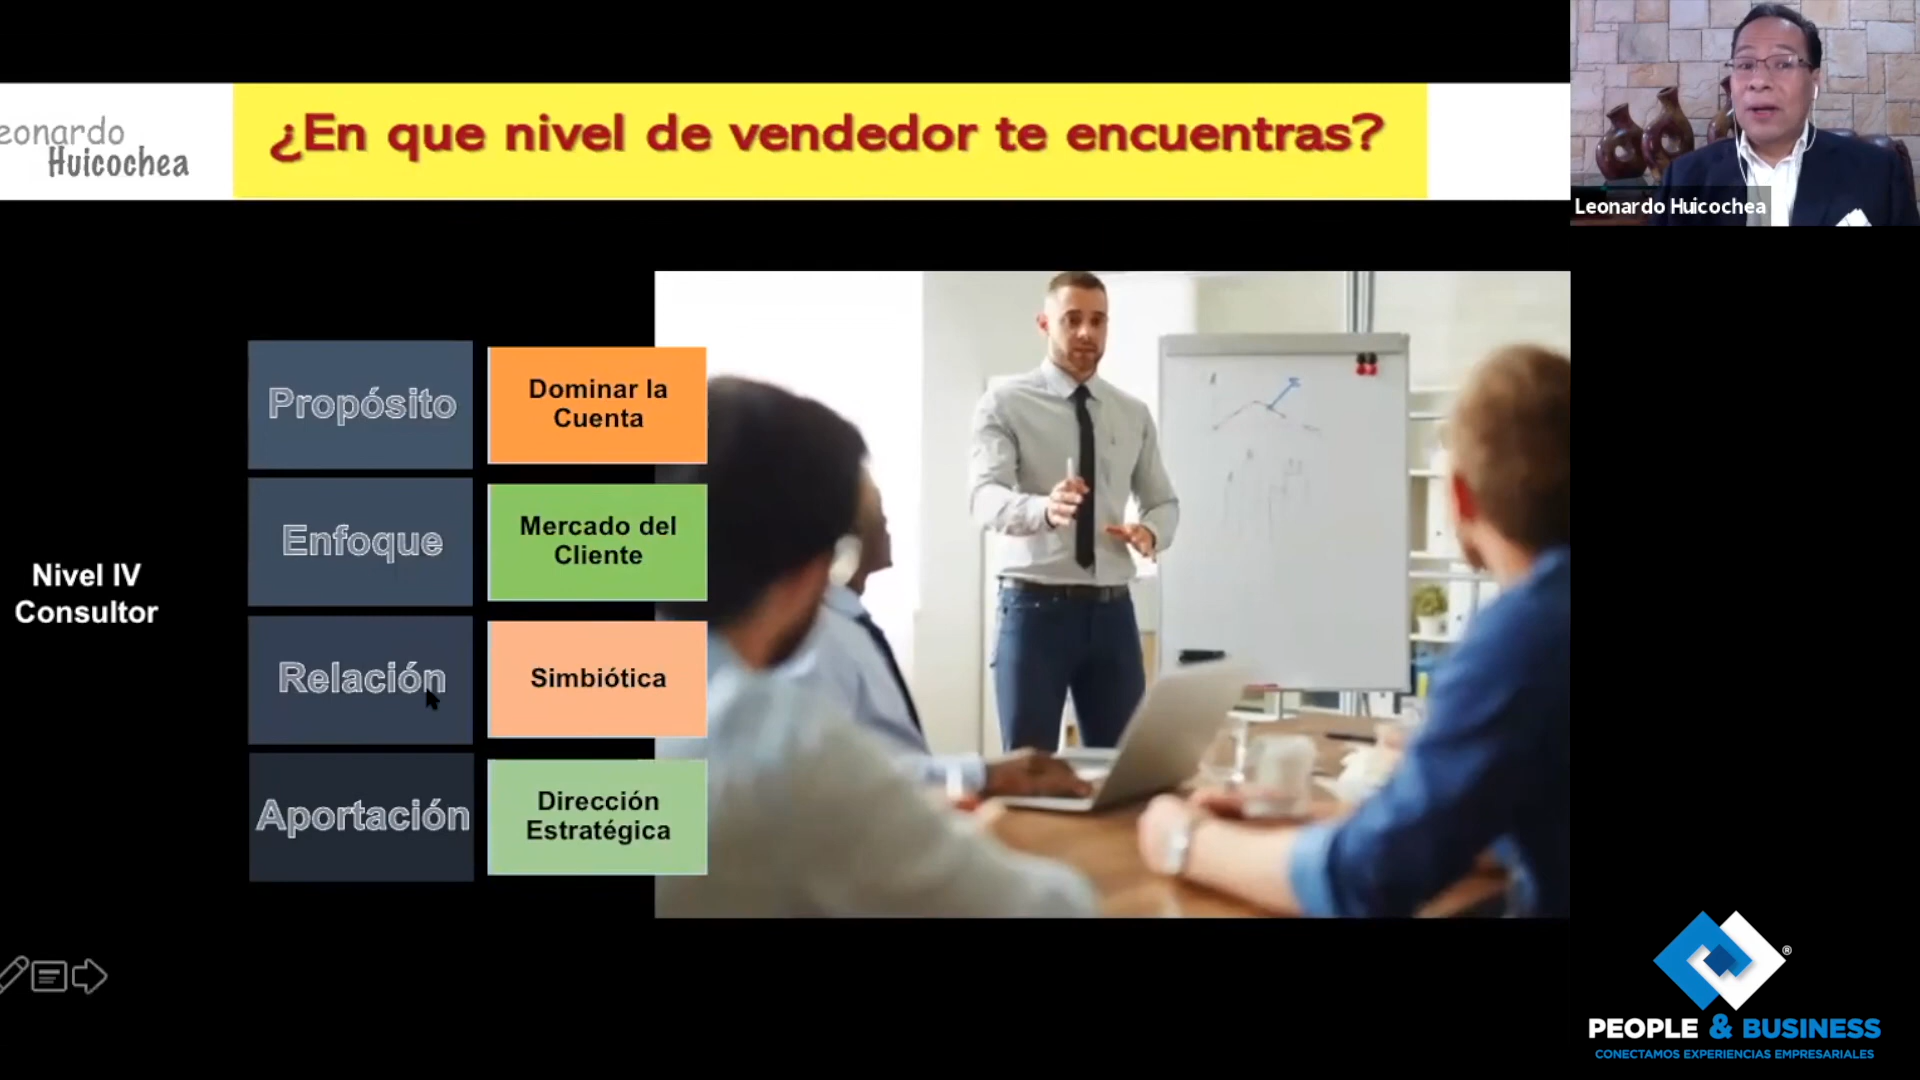 eonardo
Huicochea
¿En que nivel de vendedor te encuentras?
Leonardo Huicochea
Nivel IV
Consultor
Propósito
Dominar la
Cuenta
Enfoque
Mercado del
Cliente
Relación
Simbiótica
Aportación
Dirección
Estratégica
®
PEOPLE & BUSINESS
CONECTAMOS EXPERIENCIAS EMPRESARIALES